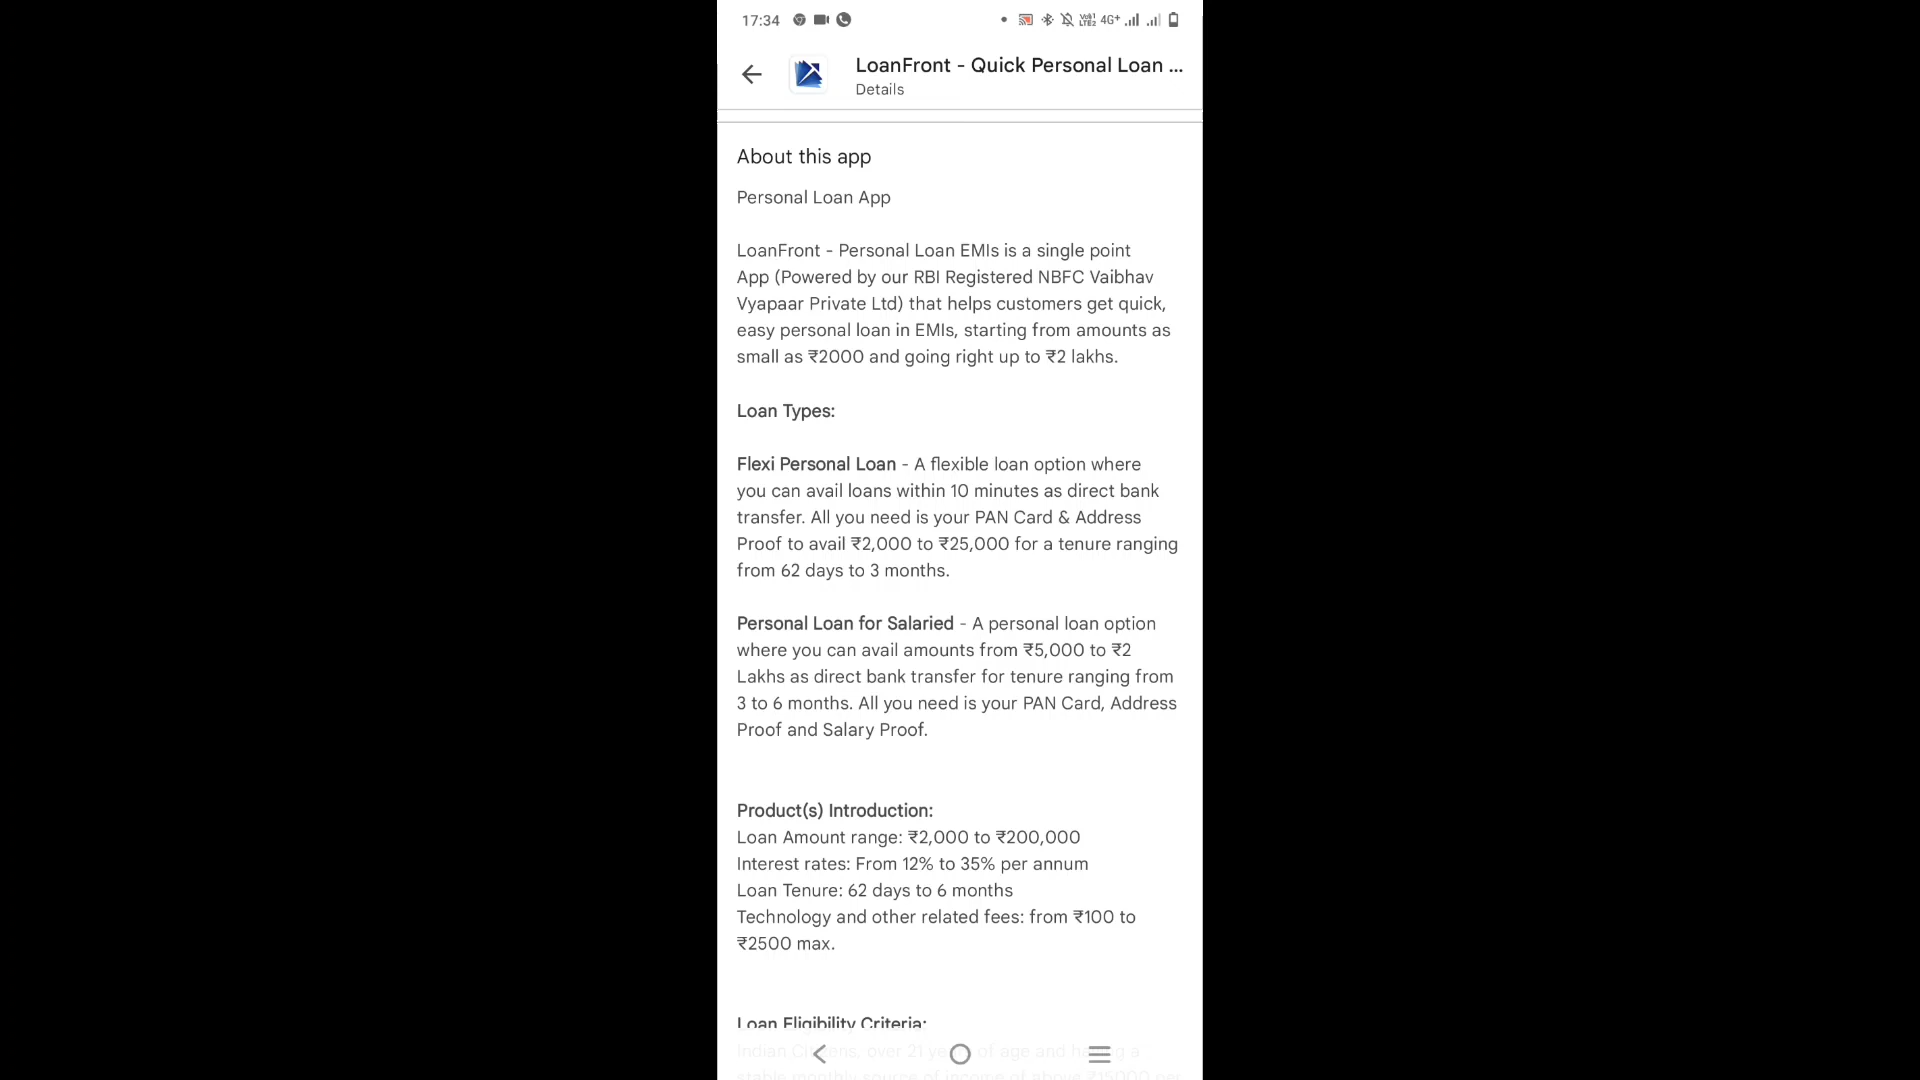 17:34
4G+
LoanFront - Quick Personal Loan ...
Details
About this app
Personal Loan App
LoanFront - Personal Loan EMIs is a single point
App (Powered by our RBI Registered NBFC Vaibhav
Vyapaar Private Ltd) that helps customers get quick,
easy personal loan in EMIs, starting from amounts as
small as ₹2000 and going right up to ₹2 lakhs.
Loan Types:
Flexi Personal Loan - A flexible loan option where
you can avail loans within 10 minutes as direct bank
transfer. All you need is your PAN Card & Address
Proof to avail ₹2,000 to ₹25,000 for a tenure ranging
from 62 days to 3 months.
Personal Loan for Salaried - A personal loan option
where you can avail amounts from ₹5,000 to ₹2
Lakhs as direct bank transfer for tenure ranging from
3 to 6 months. All you need is your PAN Card, Address
Proof and Salary Proof.
Product(s) Introduction:
Loan Amount range: ₹2,000 to ₹200,000
Interest rates: From 12% to 35% per annum
Loan Tenure: 62 days to 6 months
Technology and other related fees: from ₹100 to
₹2500 max.
Loan Eligibility Criteria:
Indian over 21 of age and a
stable monthly source of income of above ₹15000 per